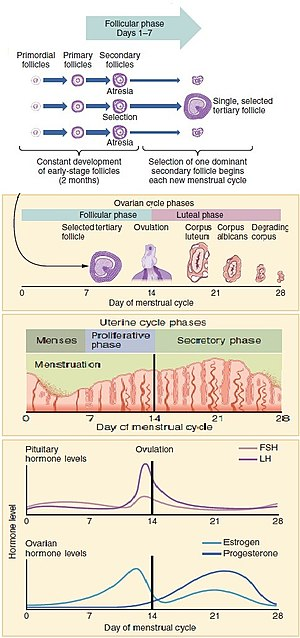 Follicular phase
Days 1–7
Primordial
follicles
Primary
follicles
Secondary
follicles
Atresia
Selection
Atresia
Single, selected
tertiary follicle
Constant development
of early-stage follicles
(2 months)
Selection of one dominant
secondary follicle begins
each new menstrual cycle
Ovarian cycle phases
Follicular phase
Luteal phase
Selected tertiary
follicle
Ovulation
Corpus
luteum
Corpus
albicans
Degrading
corpus
0 7 14 21 28
Day of menstrual cycle
Uterine cycle phases
Menses
Proliferative
phase
Secretory phase
Menstruation
0 7 14 21 28
Day of menstrual cycle
Pituitary
hormone levels
Ovulation
FSH
LH
0 7 14 21 28
Hormone level
Ovarian
hormone levels
Estrogen
Progesterone
0 7 14 21 28
Day of menstrual cycle